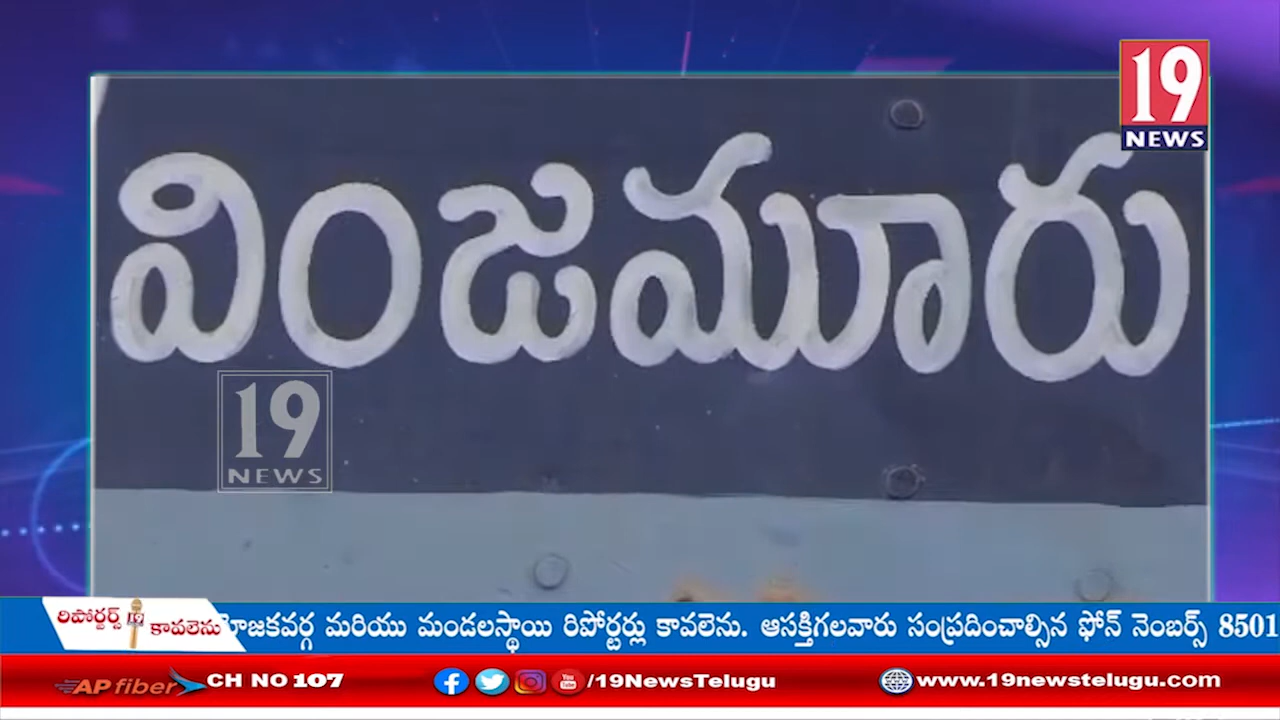 19
NEWS
వింజమూరు
19
NEWS
రిపోర్టర్స్ కావలెను
యోజకవర్గ మరియు మండలస్థాయి రిపోర్టర్లు కావలెను. ఆసక్తిగలవారు సంప్రదించాల్సిన ఫోన్ నెంబర్స్ 8501
AP fiber CH NO 107 /19NewsTelugu www.19newstelugu.com